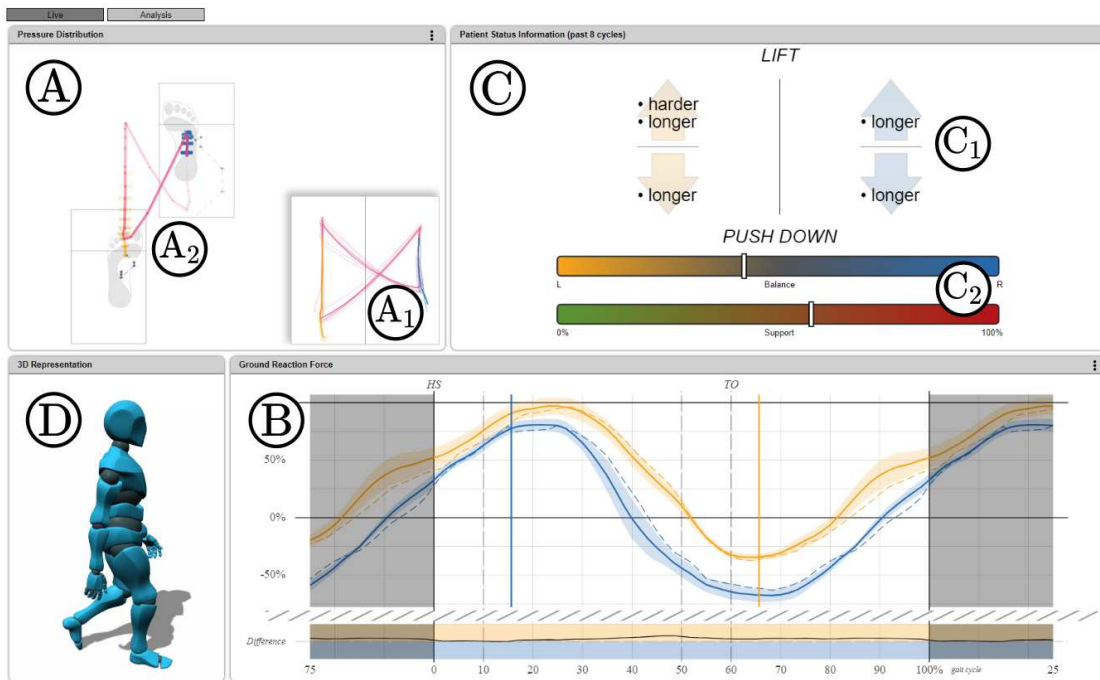 Live Analysis
Pressure Distribution
A
A2
A1
Patient Status Information (past 8 cycles)
C
LIFT
• harder
• longer
• longer
C1
• longer
• longer
PUSH DOWN
L Balance R
C2
0% Support 100%
3D Representation
D
Ground Reaction Force
B
HS TO
50%
0%
-50%
Difference
75 0 10 20 30 40 50 60 70 80 90 100% gait cycle 25